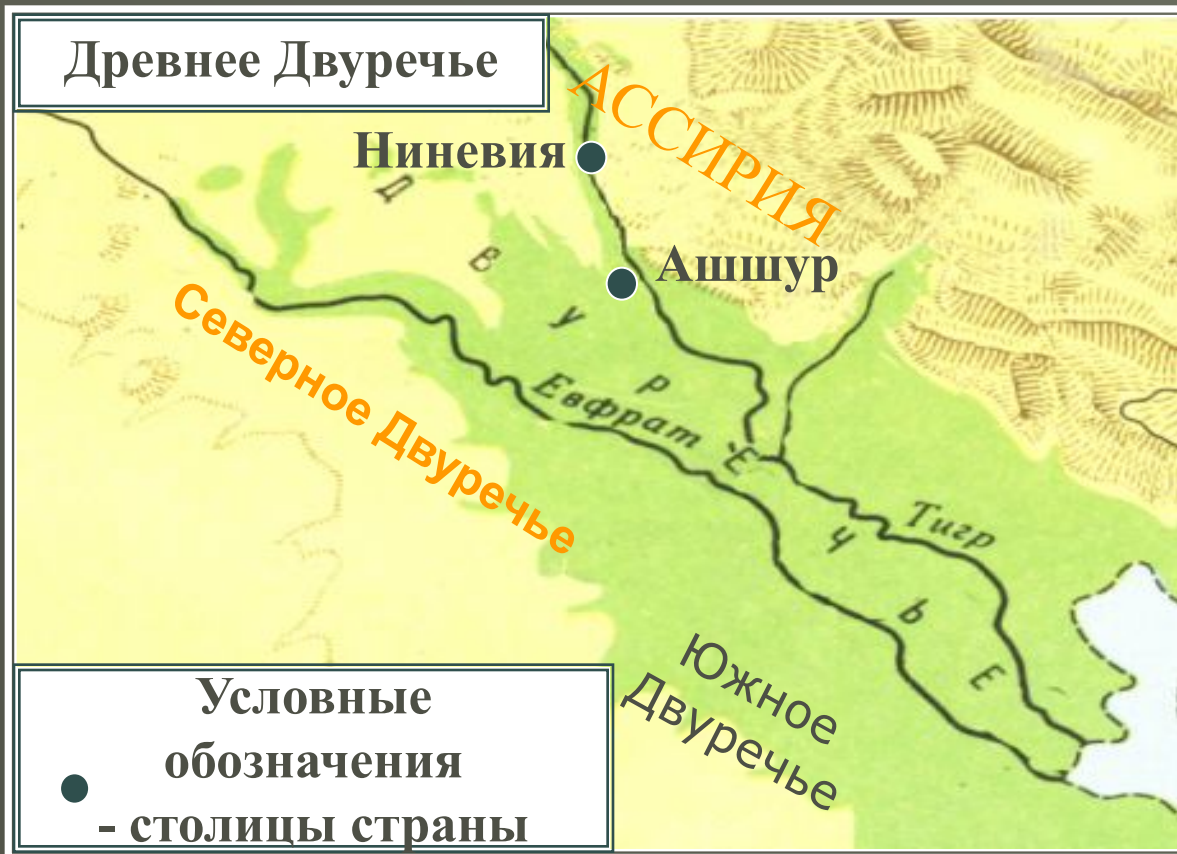 Древнее Двуречье
АССИРИЯ
Ниневия
Ашшур
ДВУРЕЧЬЕ
Северное Двуречье
Евфрат
Тигр
Южное
Двуречье
Условные
обозначения
- столицы страны